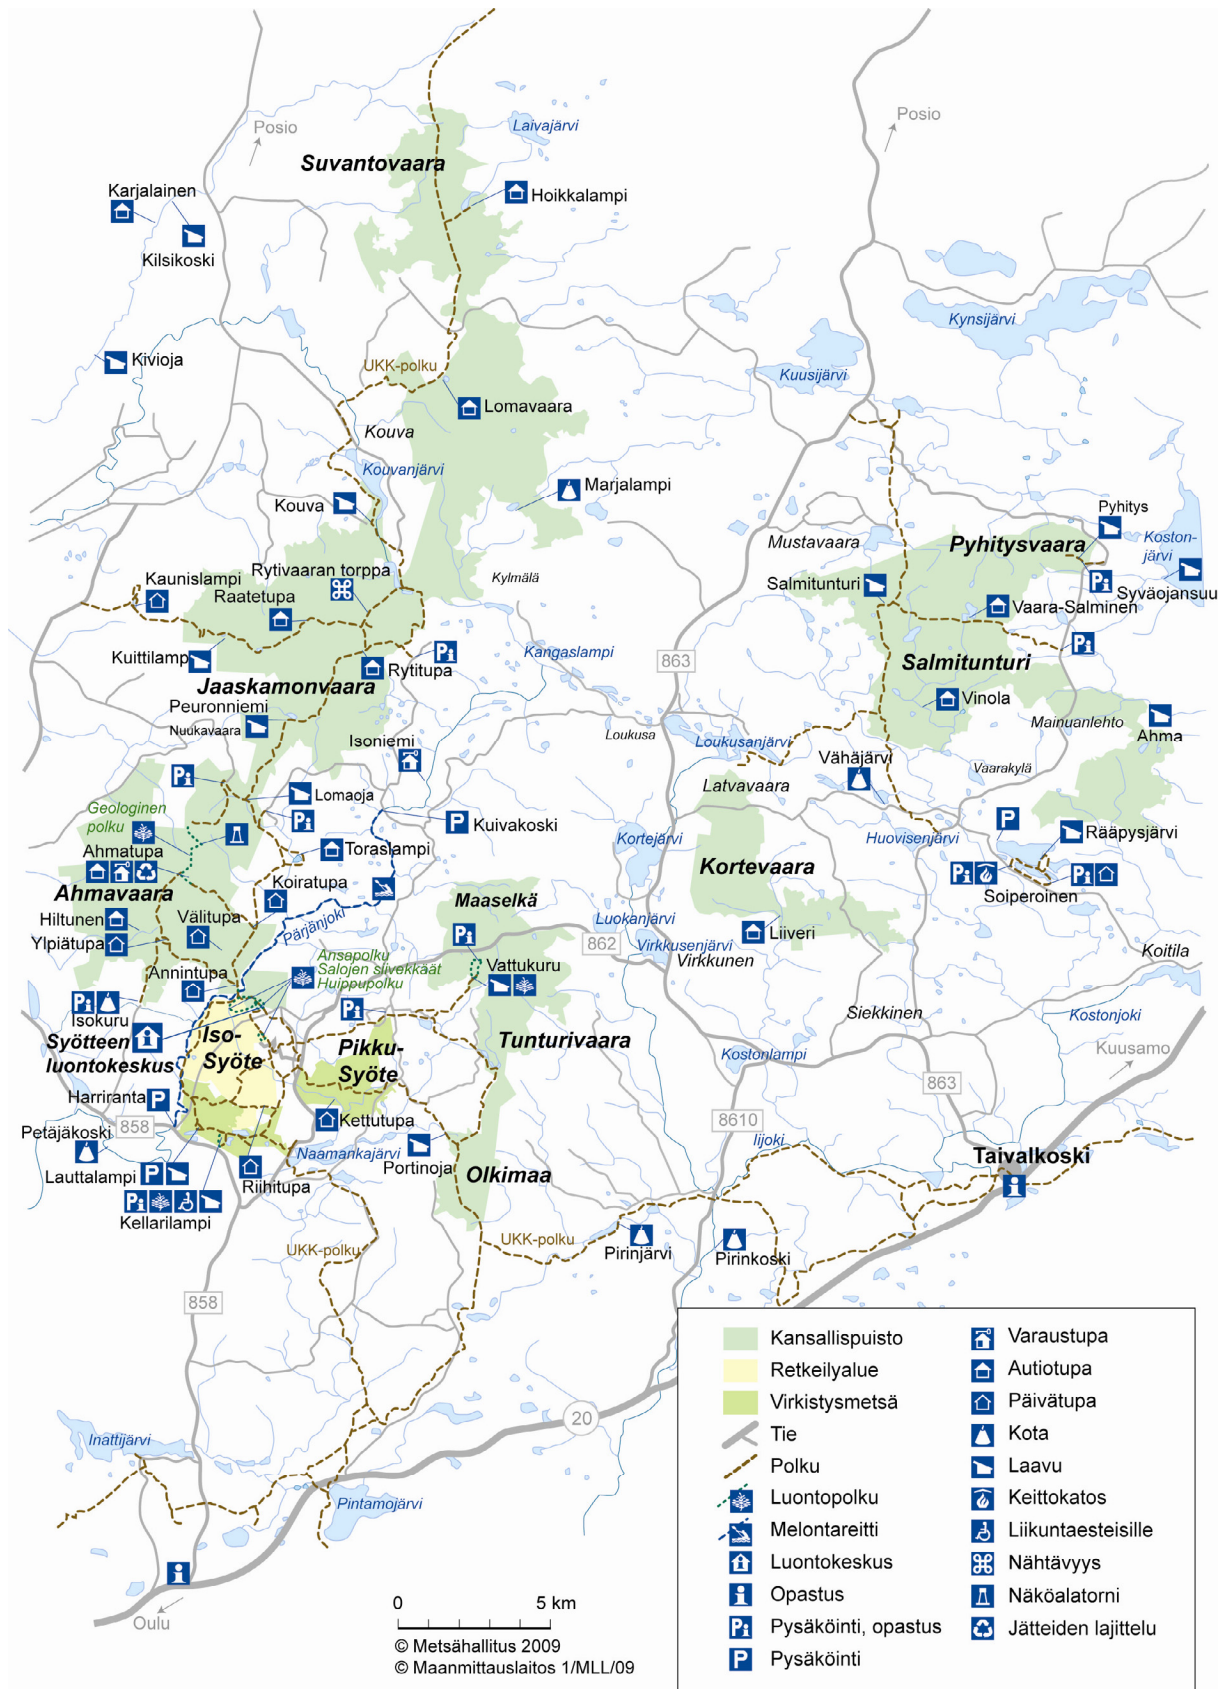 Posio
Posio
Laivajärvi
Suvantovaara
Karjalainen
Hoikkalampi
Kilsikoski
Kynsijärvi
Kivioja
UKK-polku
Kuusijärvi
Lomavaara
Kouva
Kouvanjärvi
Marjalampi
Kouva
Pyhitys
Mustavaara
Pyhitysvaara
Koston-
järvi
Rytivaaran torppa
Kaunislampi
Kylmälä
Salmitunturi
Syväojansuu
Raatetupa
Vaara-Salminen
Kangaslampi
Kuittilamp
863
Salmitunturi
Rytitupa
Jaaskamonvaara
Vinola
Peuronniemi
Mainuanlehto
Nuukavaara
Isoniemi
Loukusa
Loukusanjärvi
Ahma
Vähäjärvi
Vaarakylä
Latvavaara
Lomaoja
Geologinen
polku
Kuivakoski
Kortejärvi
Huovisenjärvi
Rääpysjärvi
Ahmatupa
Toraslampi
Kortevaara
Koiratupa
Ahmavaara
Maaselkä
Soiperoinen
Hiltunen
Välitupa
Pärjänjoki
Luokanjärvi
Liiveri
Ylpiätupa
862
Virkkusenjärvi
Virkkunen
Koitila
Ansapolku
Salojen siivekkäät
Huippupolku
Vattukuru
Annintupa
Isokuru
Siekkinen
Kostonjoki
Syötteen
luontokeskus
Iso-
Syöte
Pikku-
Syöte
Tunturivaara
Kostonlampi
Kuusamo
Harriranta
863
858
Kettutupa
8610
Petäjäkoski
Iijoki
Naamankajärvi
Portinoja
Taivalkoski
Lauttalampi
Riihitupa
Olkimaa
Kellarilampi
UKK-polku
UKK-polku
Pirinjärvi
Pirinkoski
858
Kansallispuisto
Retkeilyalue
Virkistysmetsä
Tie
Polku
Luontopolku
Melontareitti
Luontokeskus
Opastus
Pysäköinti, opastus
Pysäköinti
Varaustupa
Autiotupa
Päivätupa
Kota
Laavu
Keittokatos
Liikuntaesteisille
Nähtävyys
Näköalatorni
Jätteiden lajittelu
20
Inattijärvi
Pintamojärvi
Oulu
0 5 km
© Metsähallitus 2009
© Maanmittauslaitos 1/MLL/09